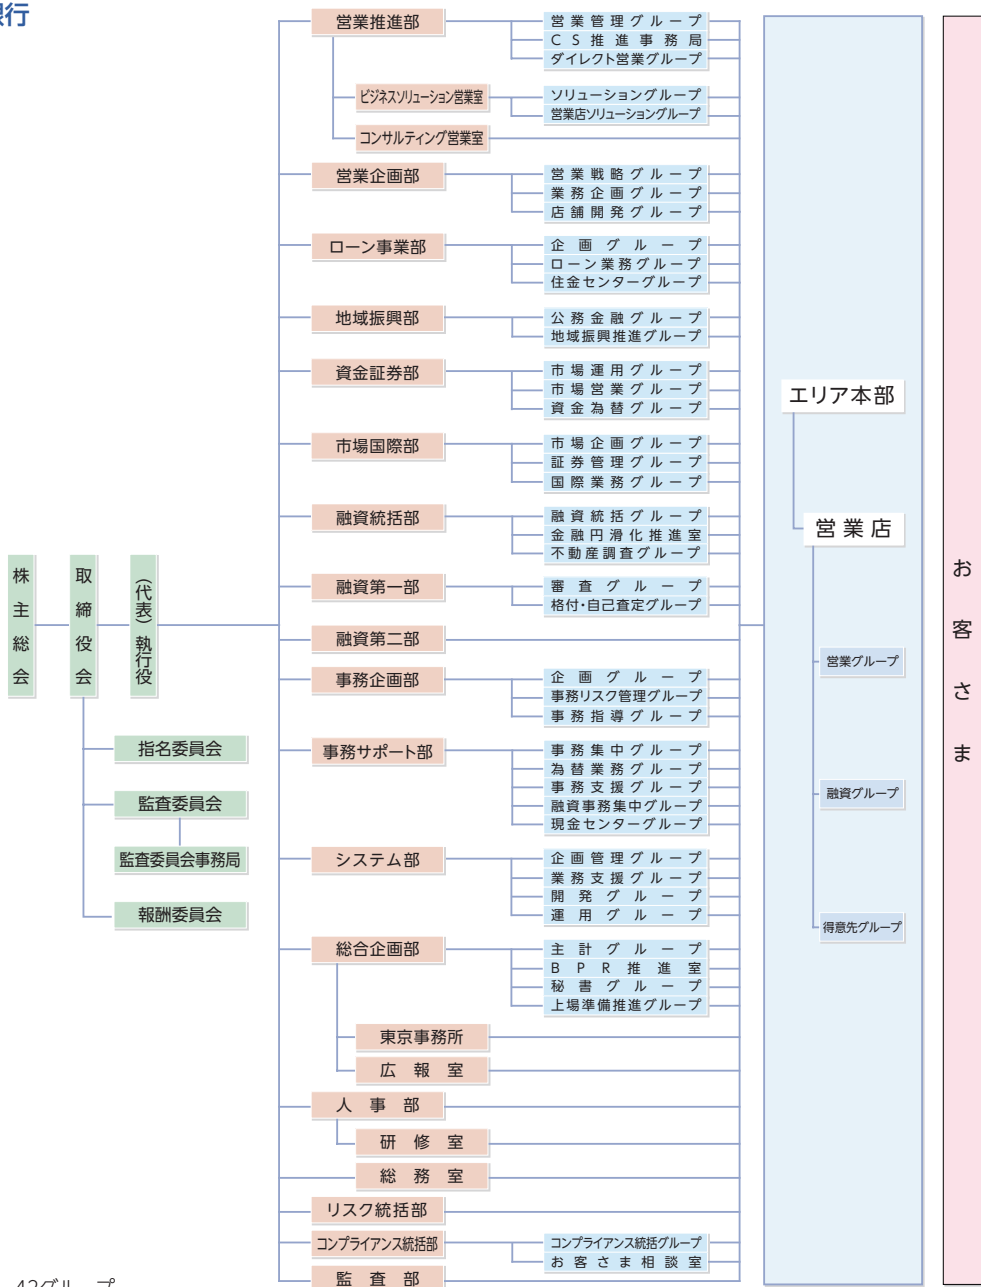 銀行
株主総会
取締役会
(代表)執行役
指名委員会
監査委員会
監査委員会事務局
報酬委員会
営業推進部
営業管理グループ
CS推進事務局
ダイレクト営業グループ
ビジネスソリューション営業室
ソリューショングループ
営業店ソリューショングループ
コンサルティング営業室
営業企画部
営業戦略グループ
業務企画グループ
店舗開発グループ
ローン事業部
企画グループ
ローン業務グループ
住金センターグループ
地域振興部
公務金融グループ
地域振興推進グループ
資金証券部
市場運用グループ
市場営業グループ
資金為替グループ
市場国際部
市場企画グループ
証券管理グループ
国際業務グループ
融資統括部
融資統括グループ
金融円滑化推進室
不動産調査グループ
融資第一部
審査グループ
格付・自己査定グループ
融資第二部
事務企画部
企画グループ
事務リスク管理グループ
事務指導グループ
事務サポート部
事務集中グループ
為替業務グループ
事務支援グループ
融資事務集中グループ
現金センターグループ
システム部
企画管理グループ
業務支援グループ
開発グループ
運用グループ
総合企画部
主計グループ
BPR推進室
秘書グループ
上場準備推進グループ
東京事務所
広報室
人事部
研修室
総務室
リスク統括部
コンプライアンス統括部
コンプライアンス統括グループ
お客さま相談室
監査部
エリア本部
営業店
営業グループ
融資グループ
得意先グループ
お客さま
42グループ